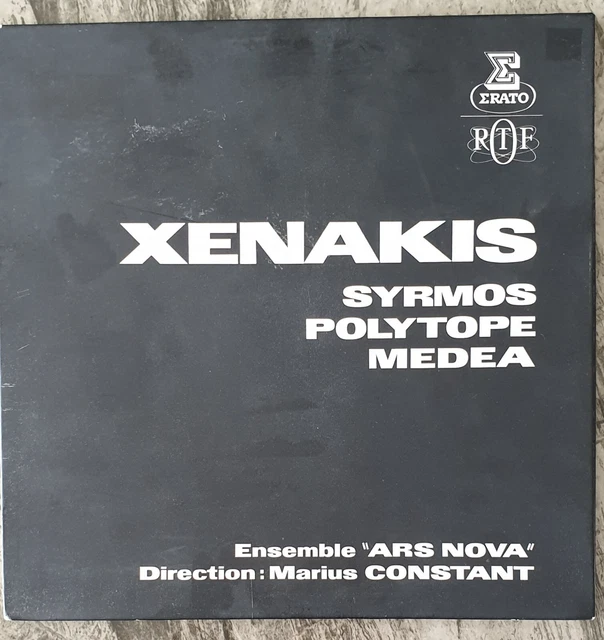 Σ
ΣRATO
RTF
XENAKIS
SYRMOS
POLYTOPE
MEDEA
Ensemble "ARS NOVA"
Direction : Marius CONSTANT